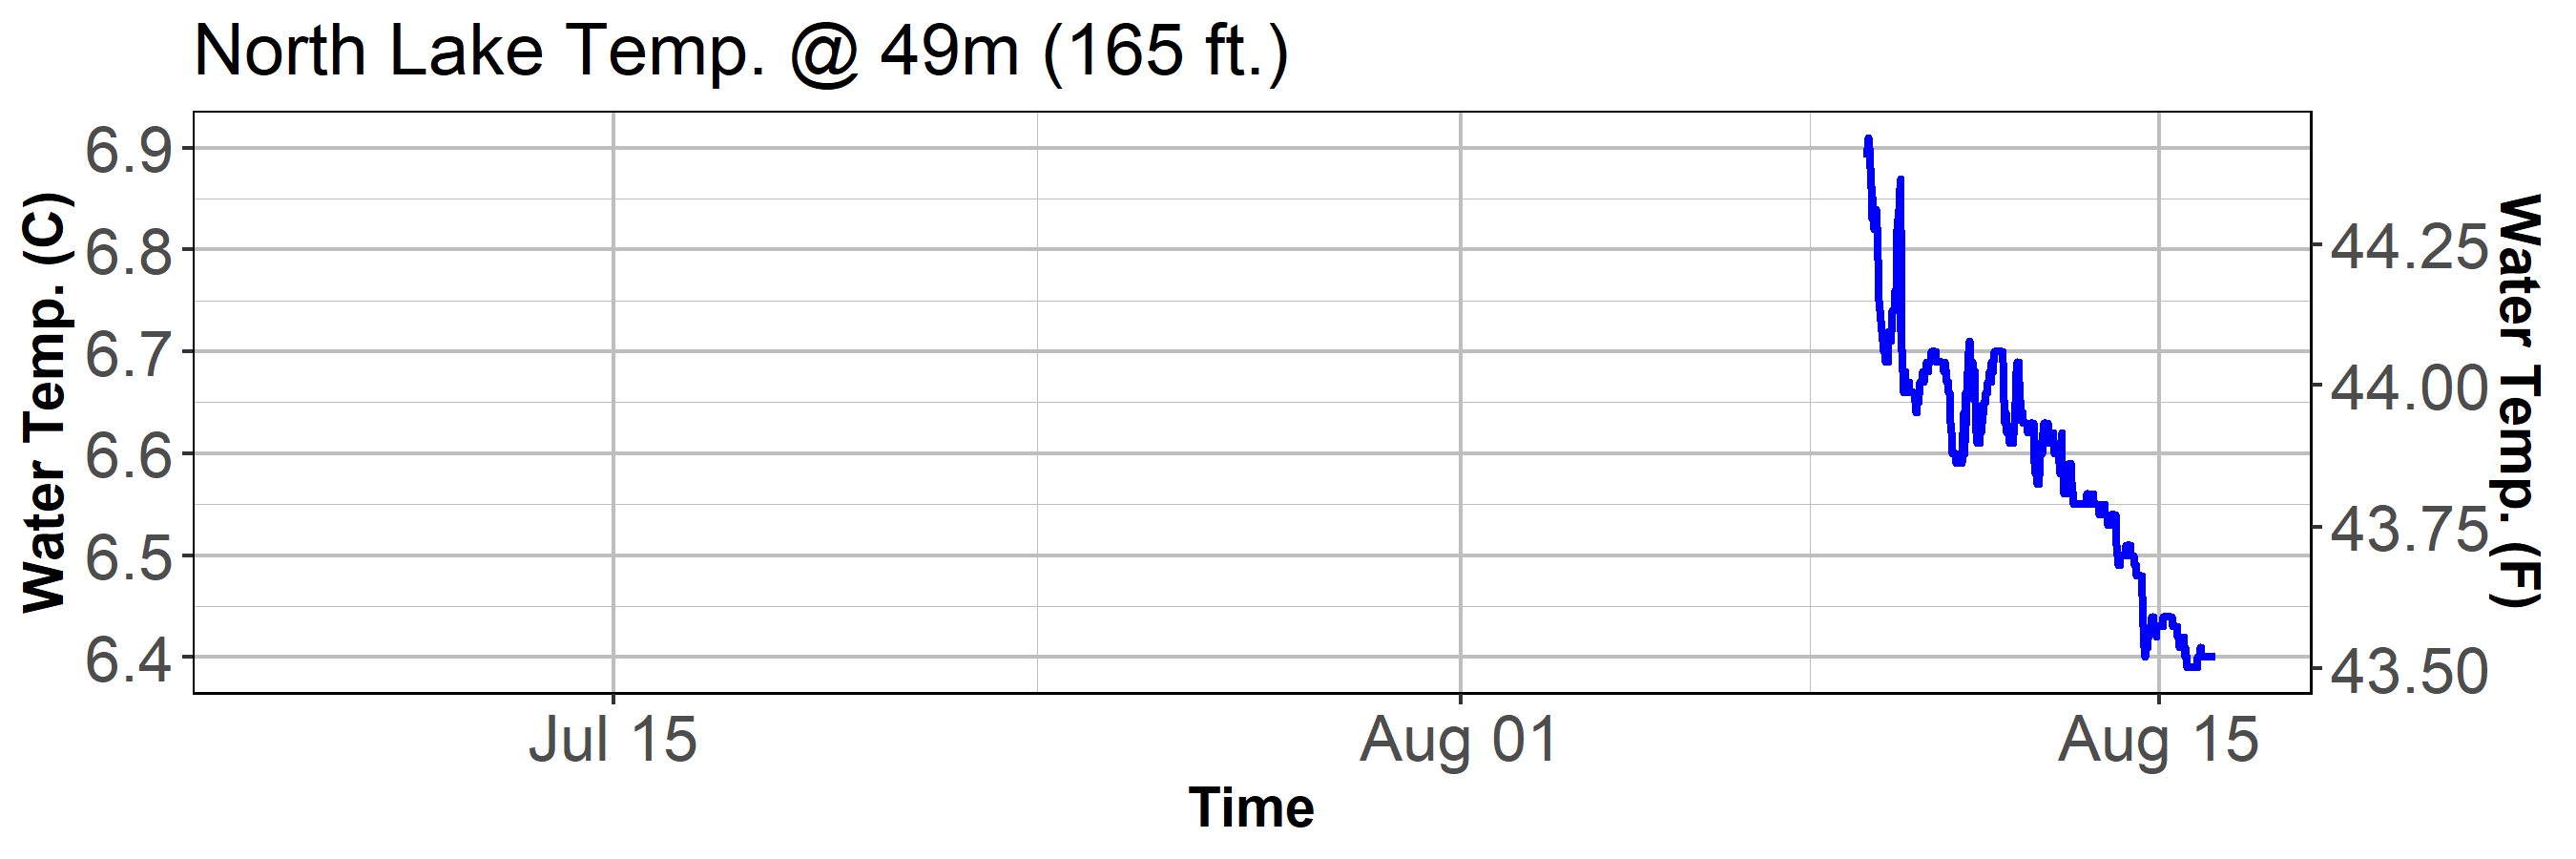 North Lake Temp. @ 49m (165 ft.)
Water Temp. (C)
6.9
6.8
6.7
6.6
6.5
6.4
44.25
44.00
43.75
43.50
Water Temp. (F)
Jul 15 Aug 01 Aug 15
Time